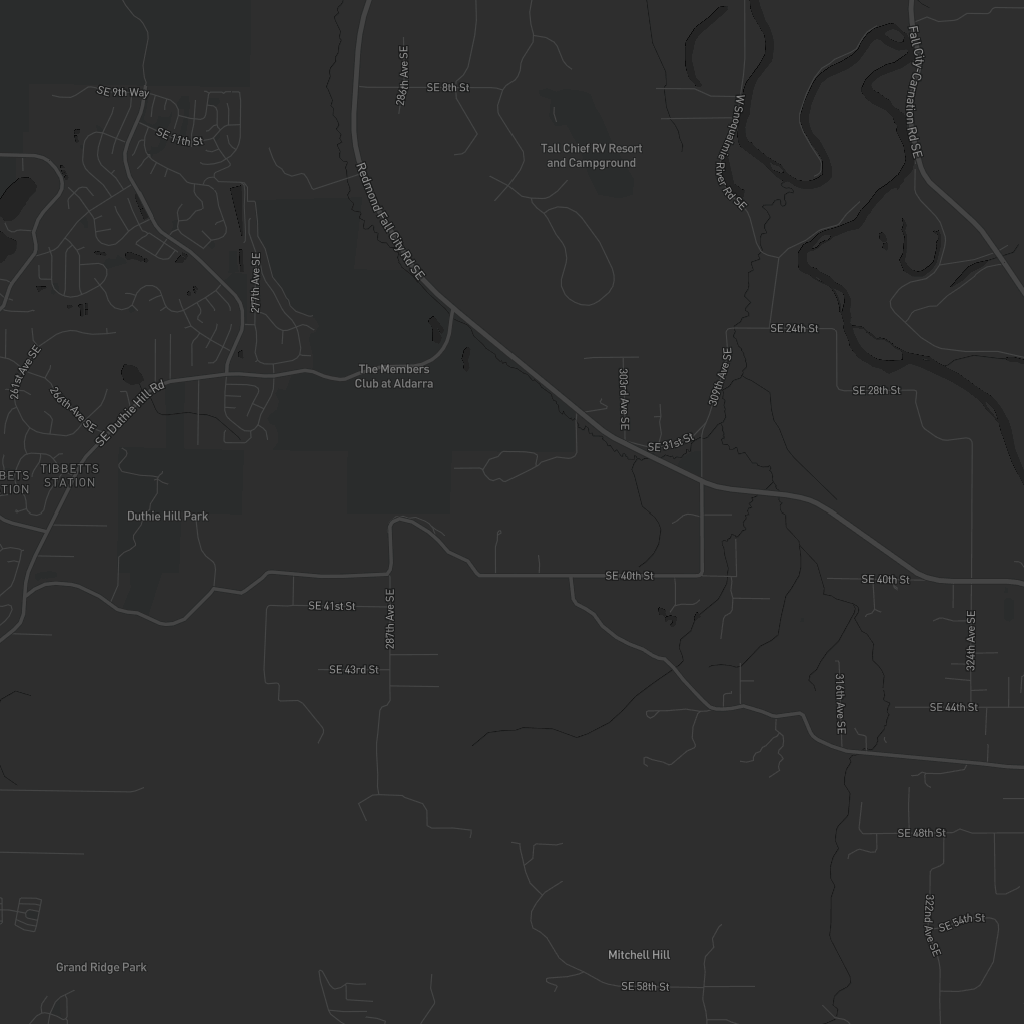 SE 9th Way
SE 11th St
286th Ave SE
SE 8th St
W Snoqualmie River Rd SE
Fall City-Carnation Rd SE
Tall Chief RV Resort
and Campground
Redmond Fall City Rd SE
277th Ave SE
SE 24th St
261st Ave SE
266th Ave SE
SE Duthie Hill Rd
The Members
Club at Aldarra
303rd Ave SE
309th Ave SE
SE 28th St
SE 31st St
TIBBETTS
STATION
BETS
TION
Duthie Hill Park
SE 40th St
SE 40th St
SE 41st St
287th Ave SE
SE 43rd St
324th Ave SE
316th Ave SE
SE 44th St
SE 48th St
322nd Ave SE
SE 54th St
Grand Ridge Park
Mitchell Hill
SE 58th St